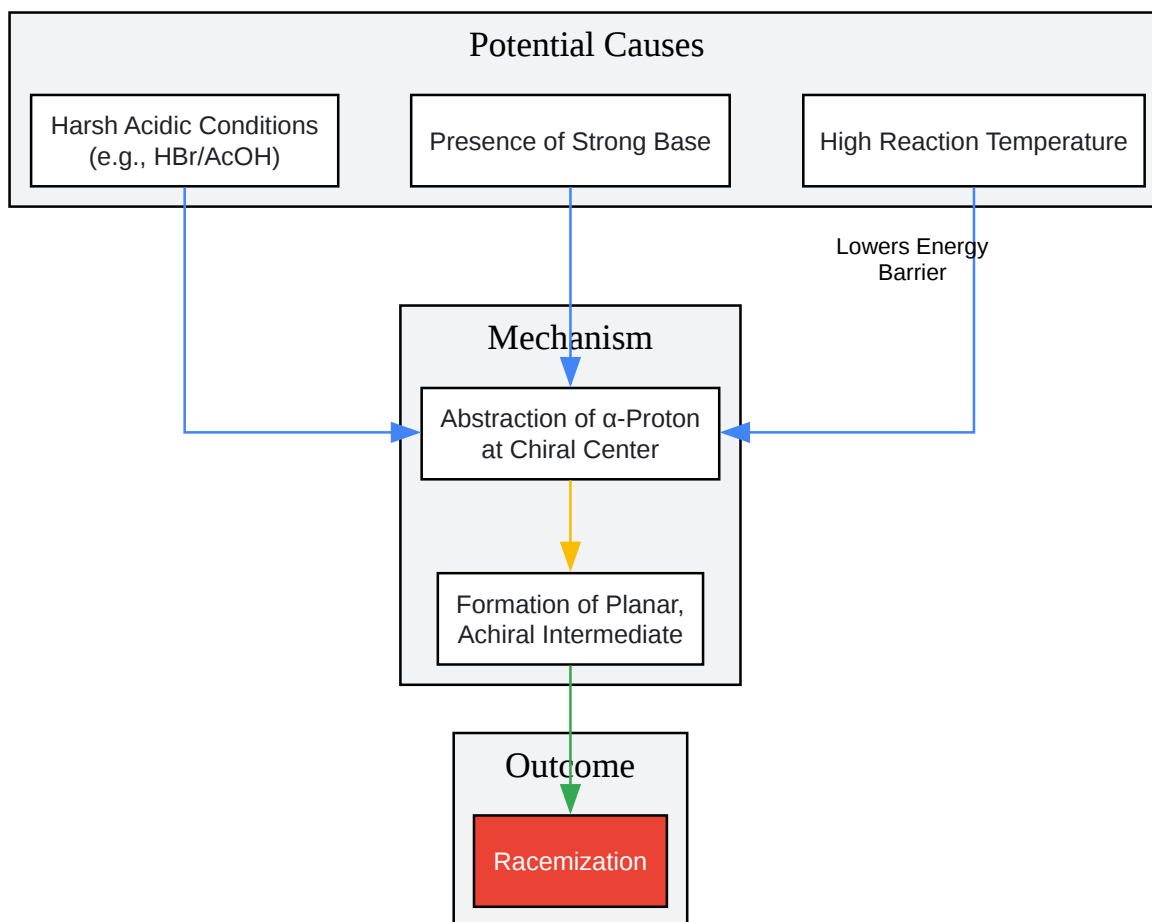 Potential Causes
Harsh Acidic Conditions
(e.g., HBr/AcOH)
Presence of Strong Base
High Reaction Temperature
Lowers Energy
Barrier
Mechanism
Abstraction of α-Proton
at Chiral Center
Formation of Planar,
Achiral Intermediate
Outcome
Racemization